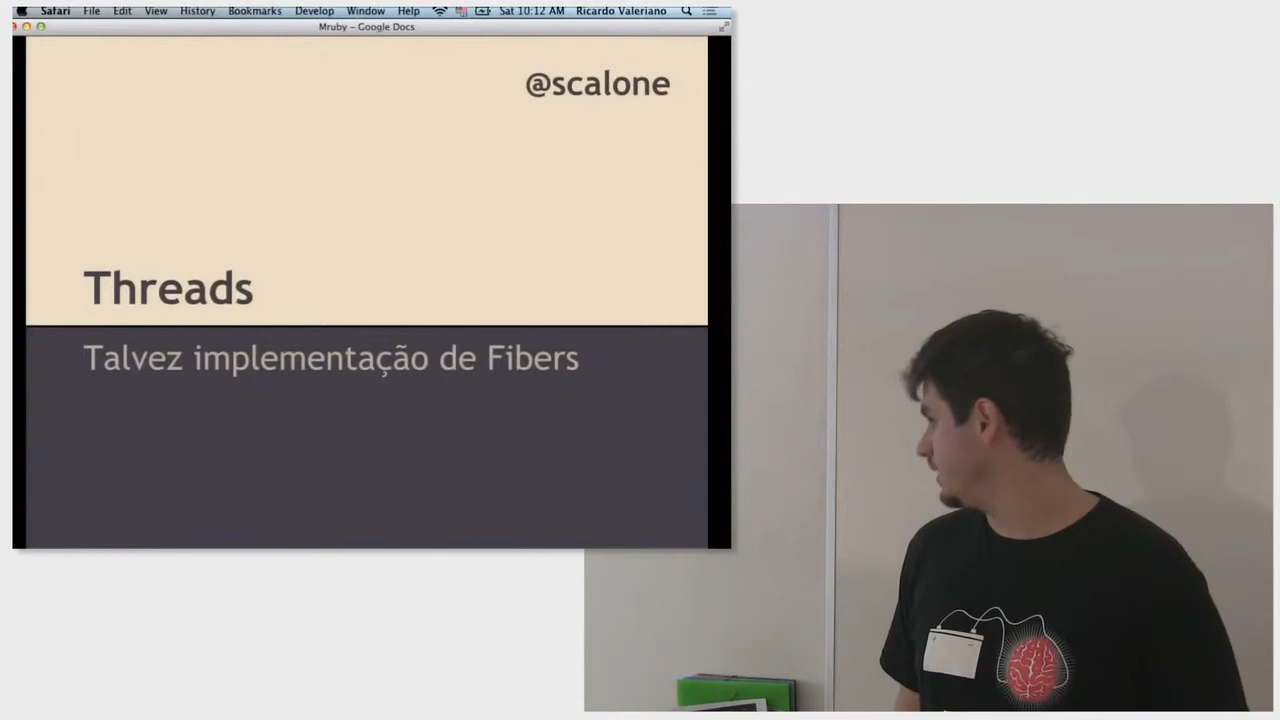 Safari File Edit View History Bookmarks Develop Window Help Sat 10:12 AM Ricardo Valeriano
Mruby – Google Docs
@scalone
Threads
Talvez implementação de Fibers